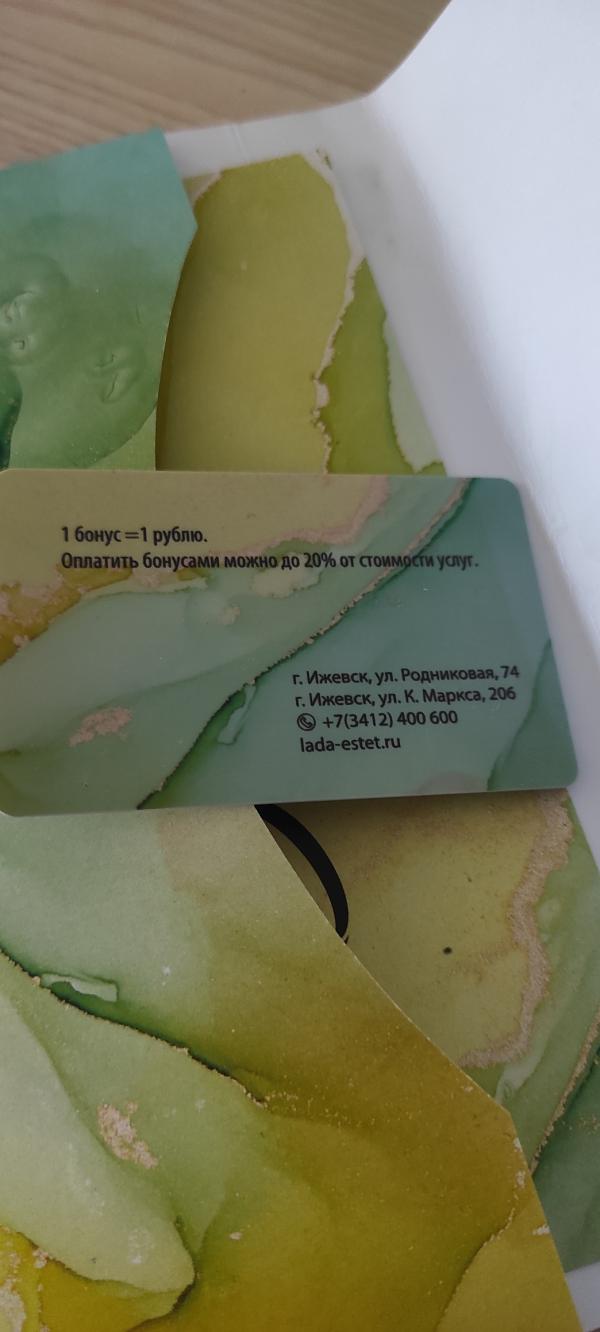 1 бонус =1 рублю.
Оплатить бонусами можно до 20% от стоимости услуг.
г. Ижевск, ул. Родниковая, 74
г. Ижевск, ул. К. Маркса, 206
+7(3412) 400 600
lada-estet.ru